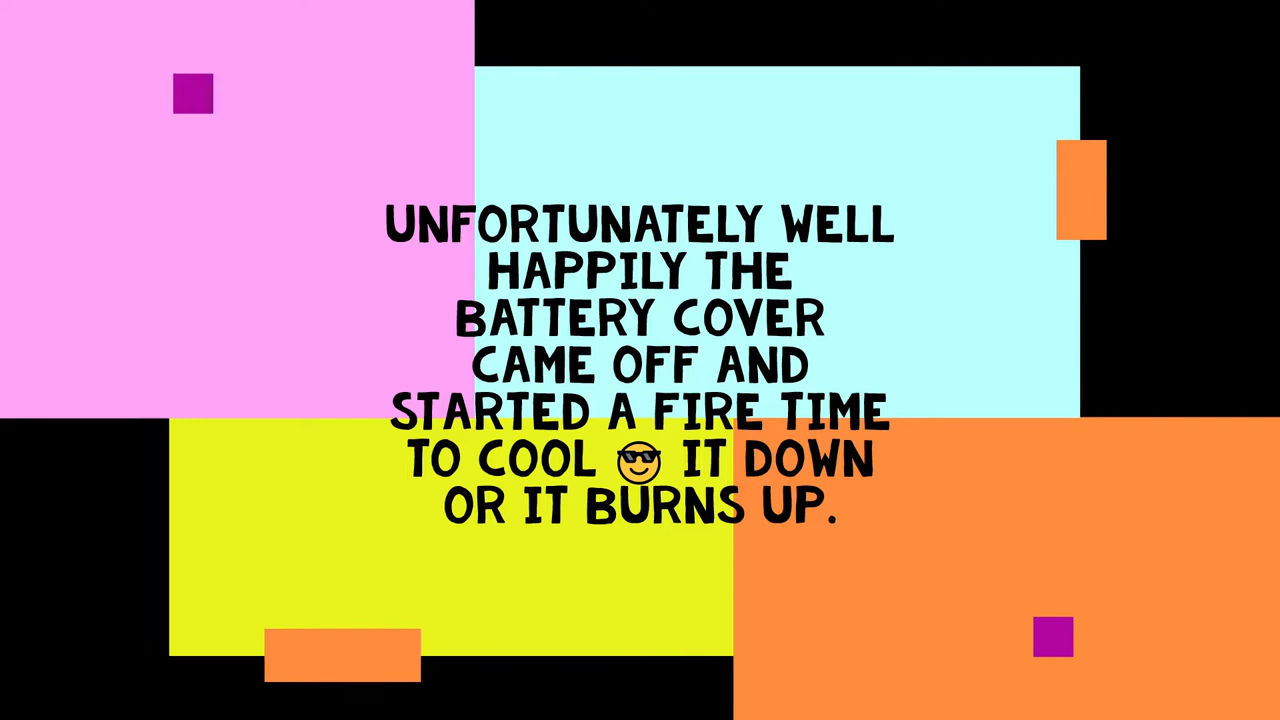 UNFORTUNATELY WELL
HAPPILY THE
BATTERY COVER
CAME OFF AND
STARTED A FIRE TIME
TO COOL 😎 IT DOWN
OR IT BURNS UP.